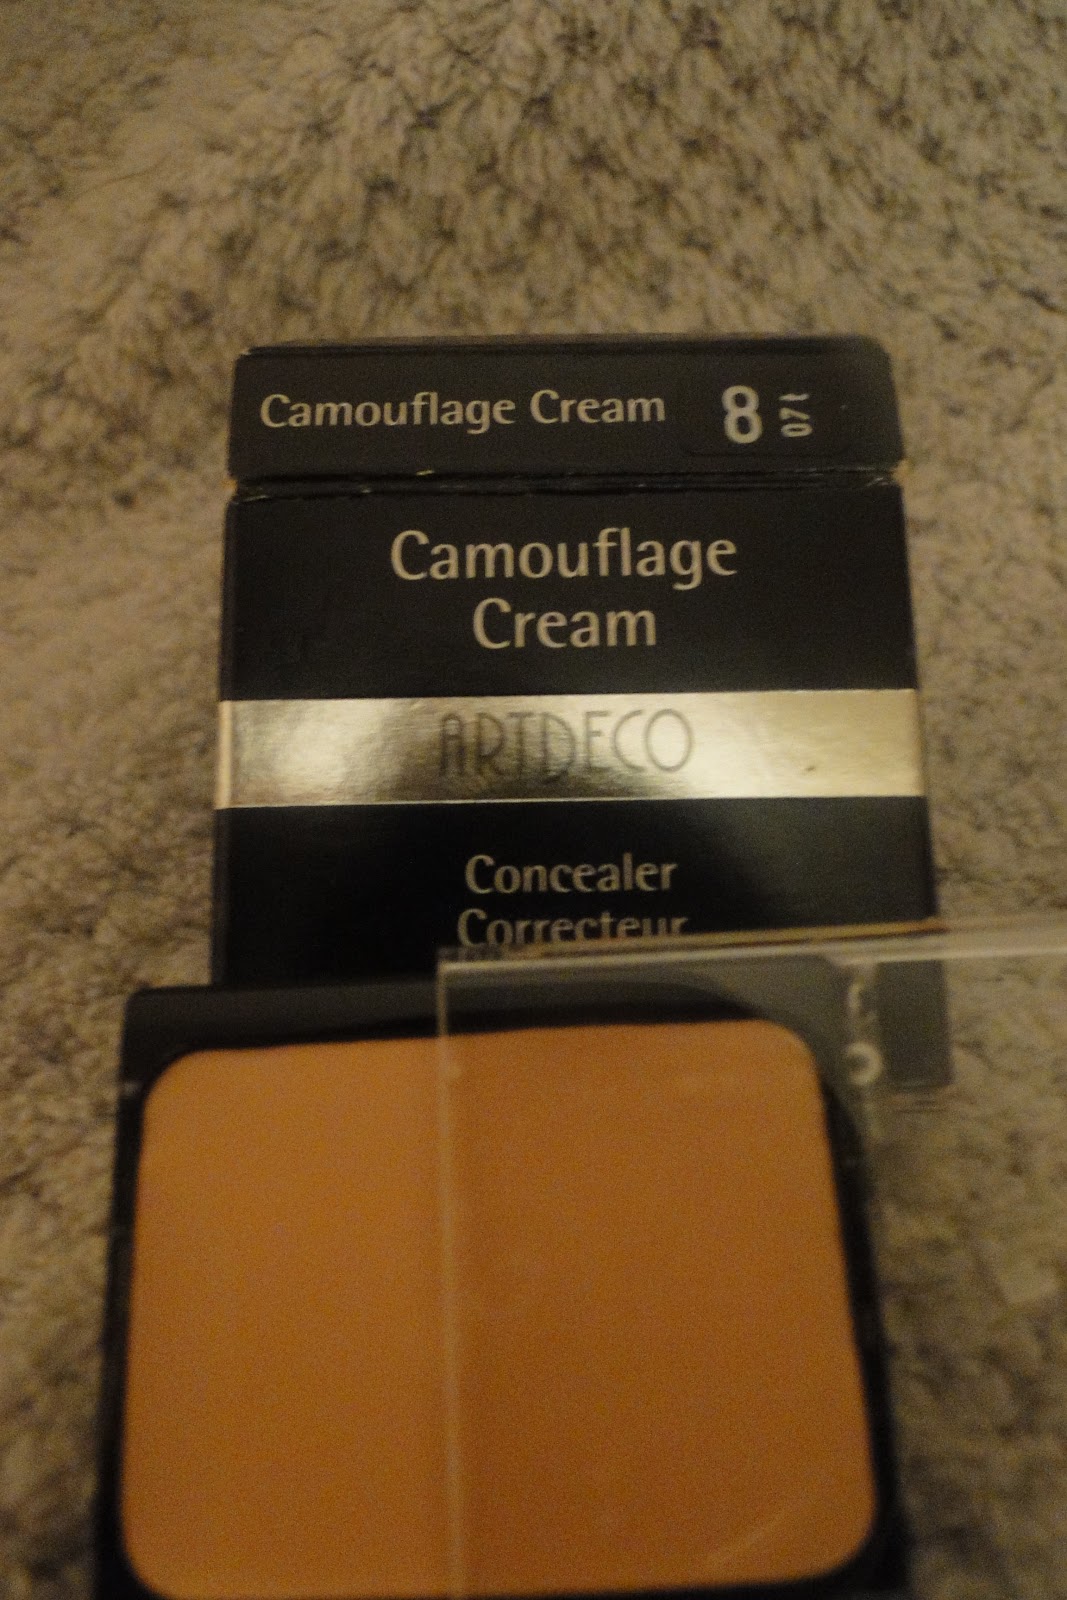 Camouflage Cream 8
Camouflage
Cream
ARTDECO
Concealer
Correcteur